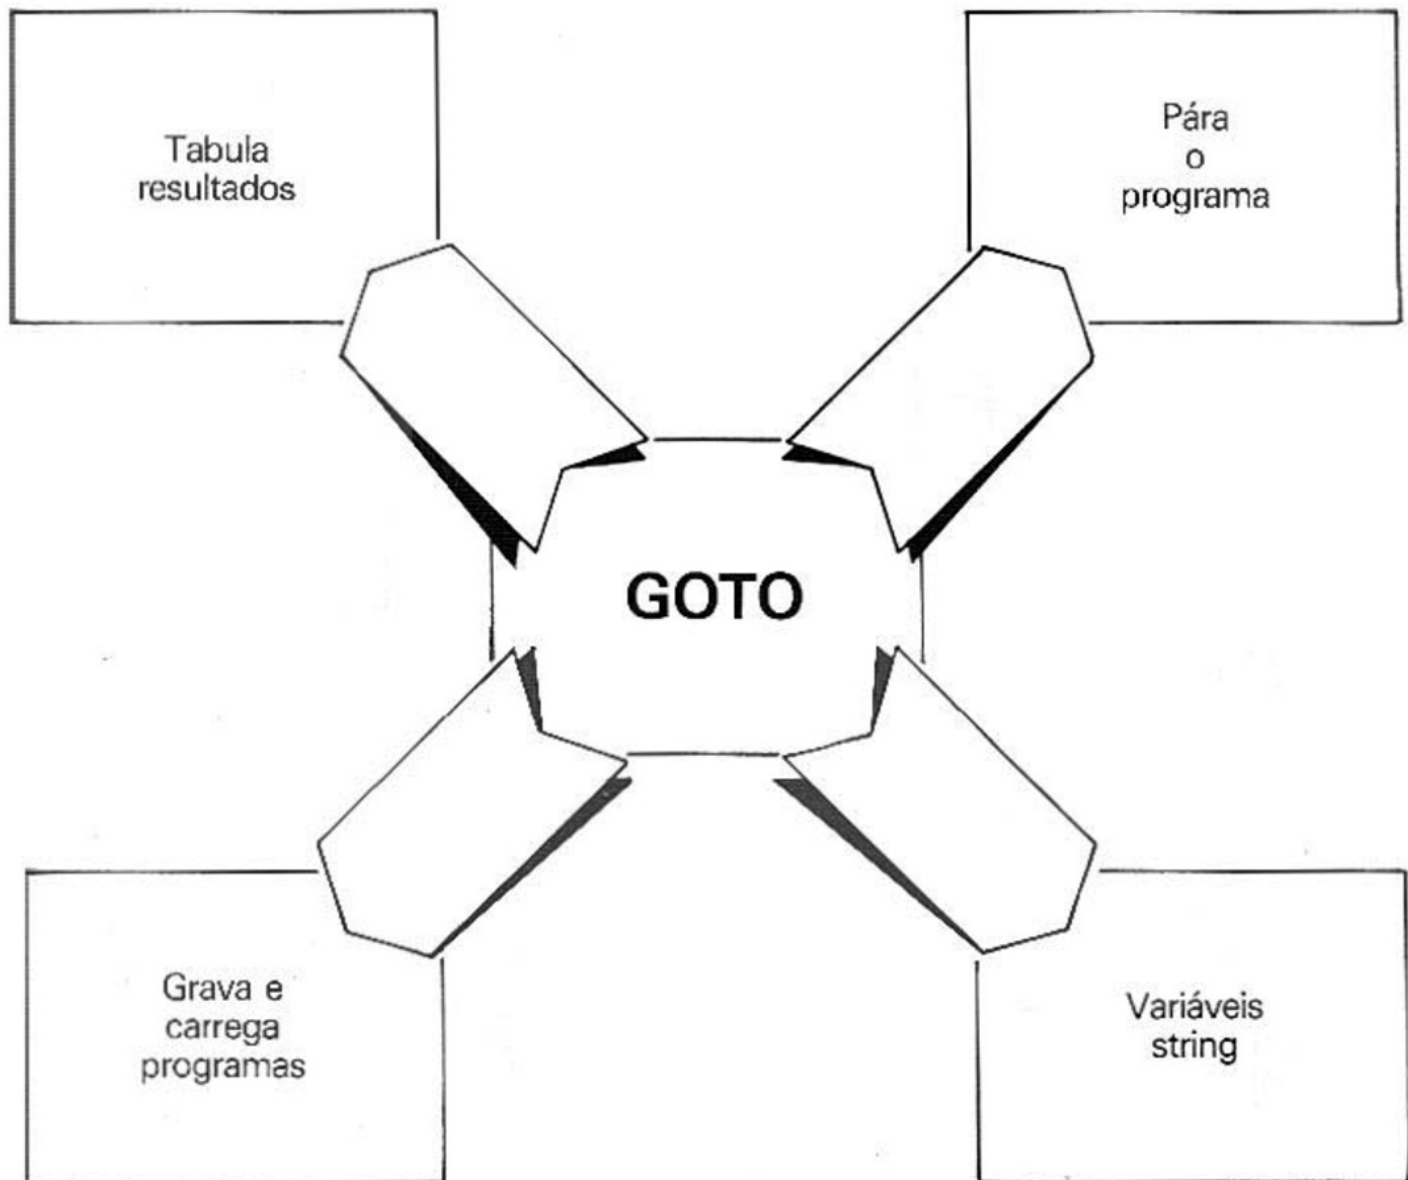 Tabula
resultados
Pára
o
programa
GOTO
Grava e
carrega
programas
Variáveis
string